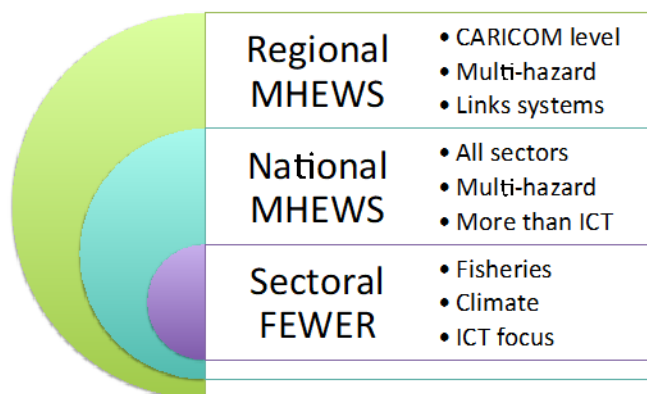 Regional
MHEWS
• CARICOM level
• Multi-hazard
• Links systems
National
MHEWS
• All sectors
• Multi-hazard
• More than ICT
Sectoral
FEWER
• Fisheries
• Climate
• ICT focus